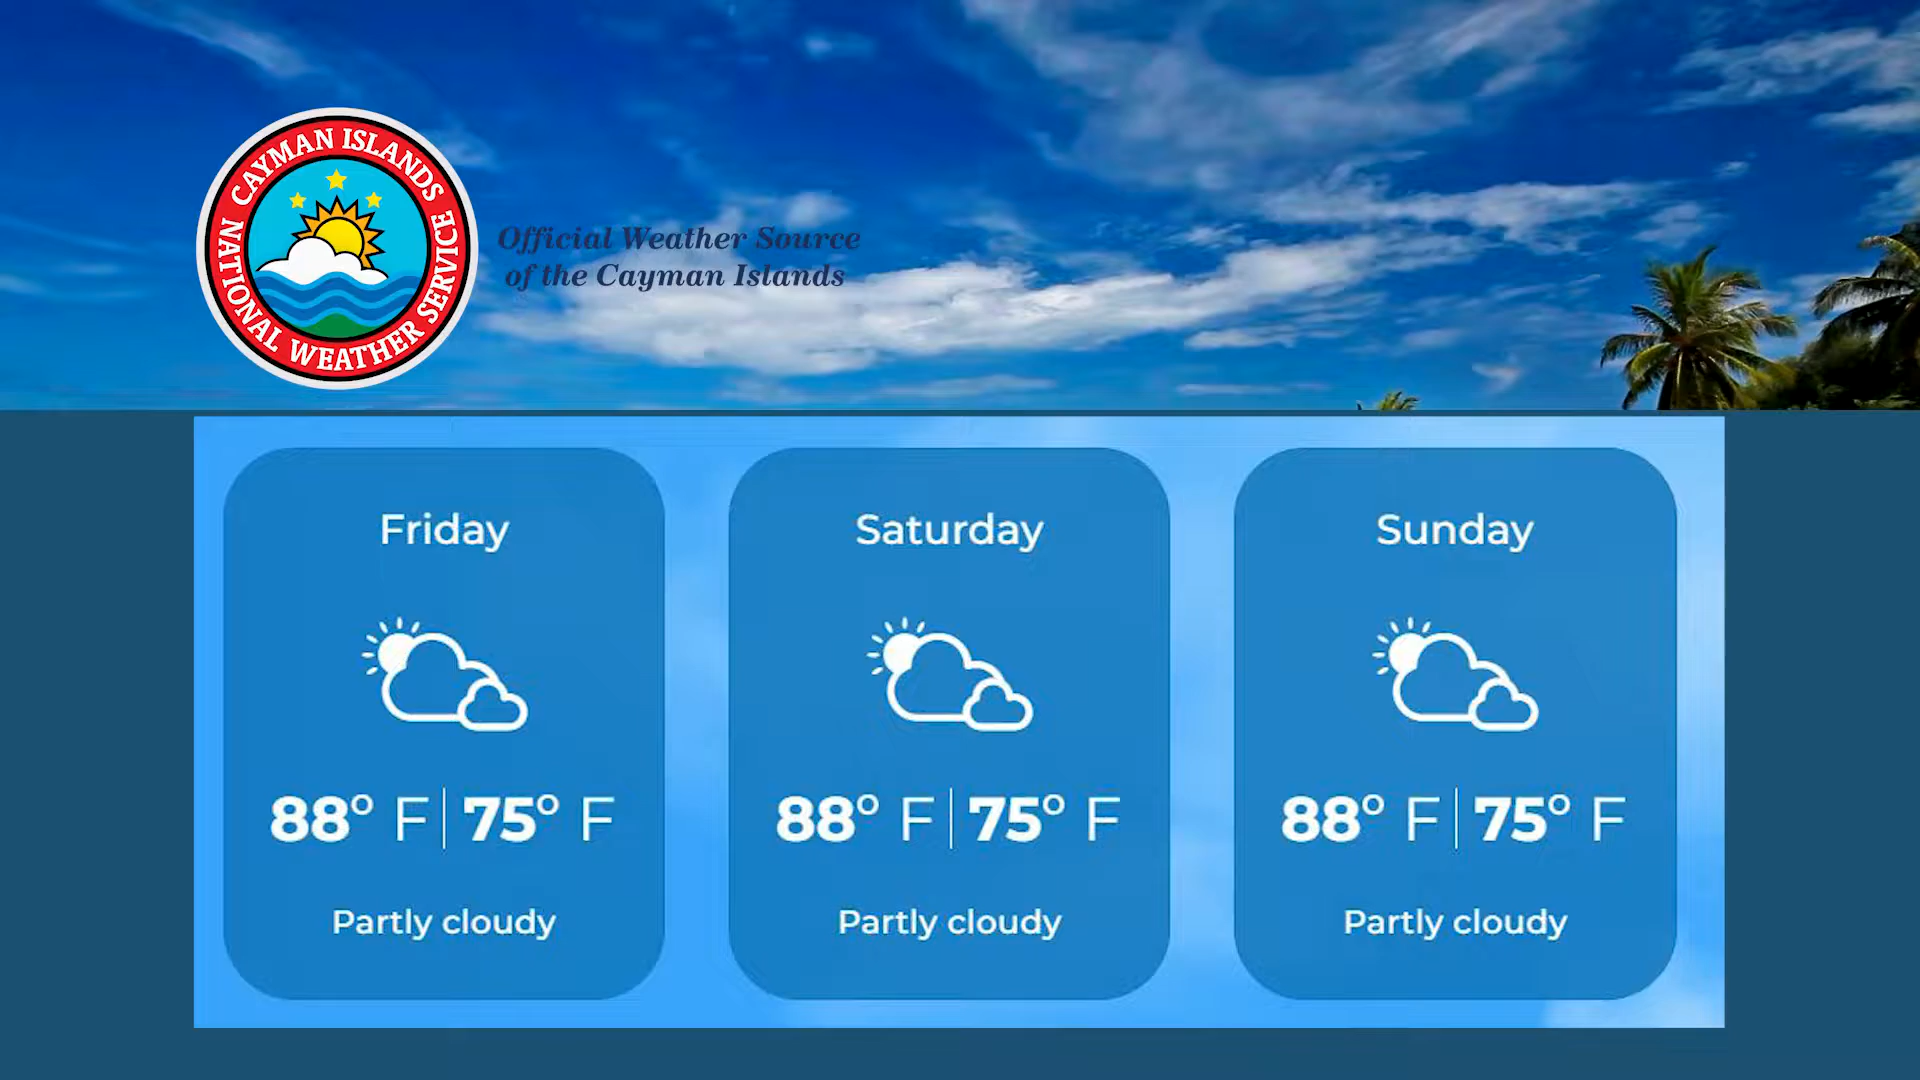 CAYMAN ISLANDS
NATIONAL WEATHER SERVICE
Official Weather Source
of the Cayman Islands
Friday
88° F | 75° F
Partly cloudy
Saturday
88° F | 75° F
Partly cloudy
Sunday
88° F | 75° F
Partly cloudy